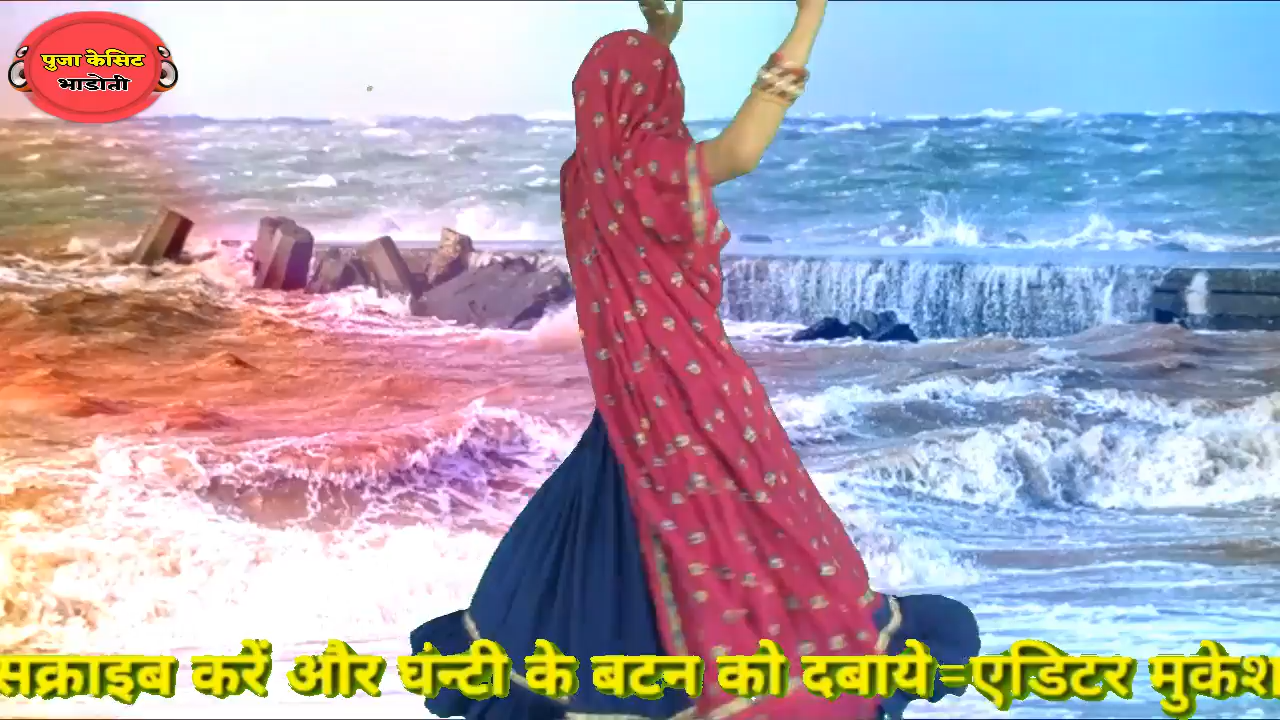 पुजा केसिट
भाडोती
सक्राइब करें और घंन्टी के बटन को दबाये=एडिटर मुकेश